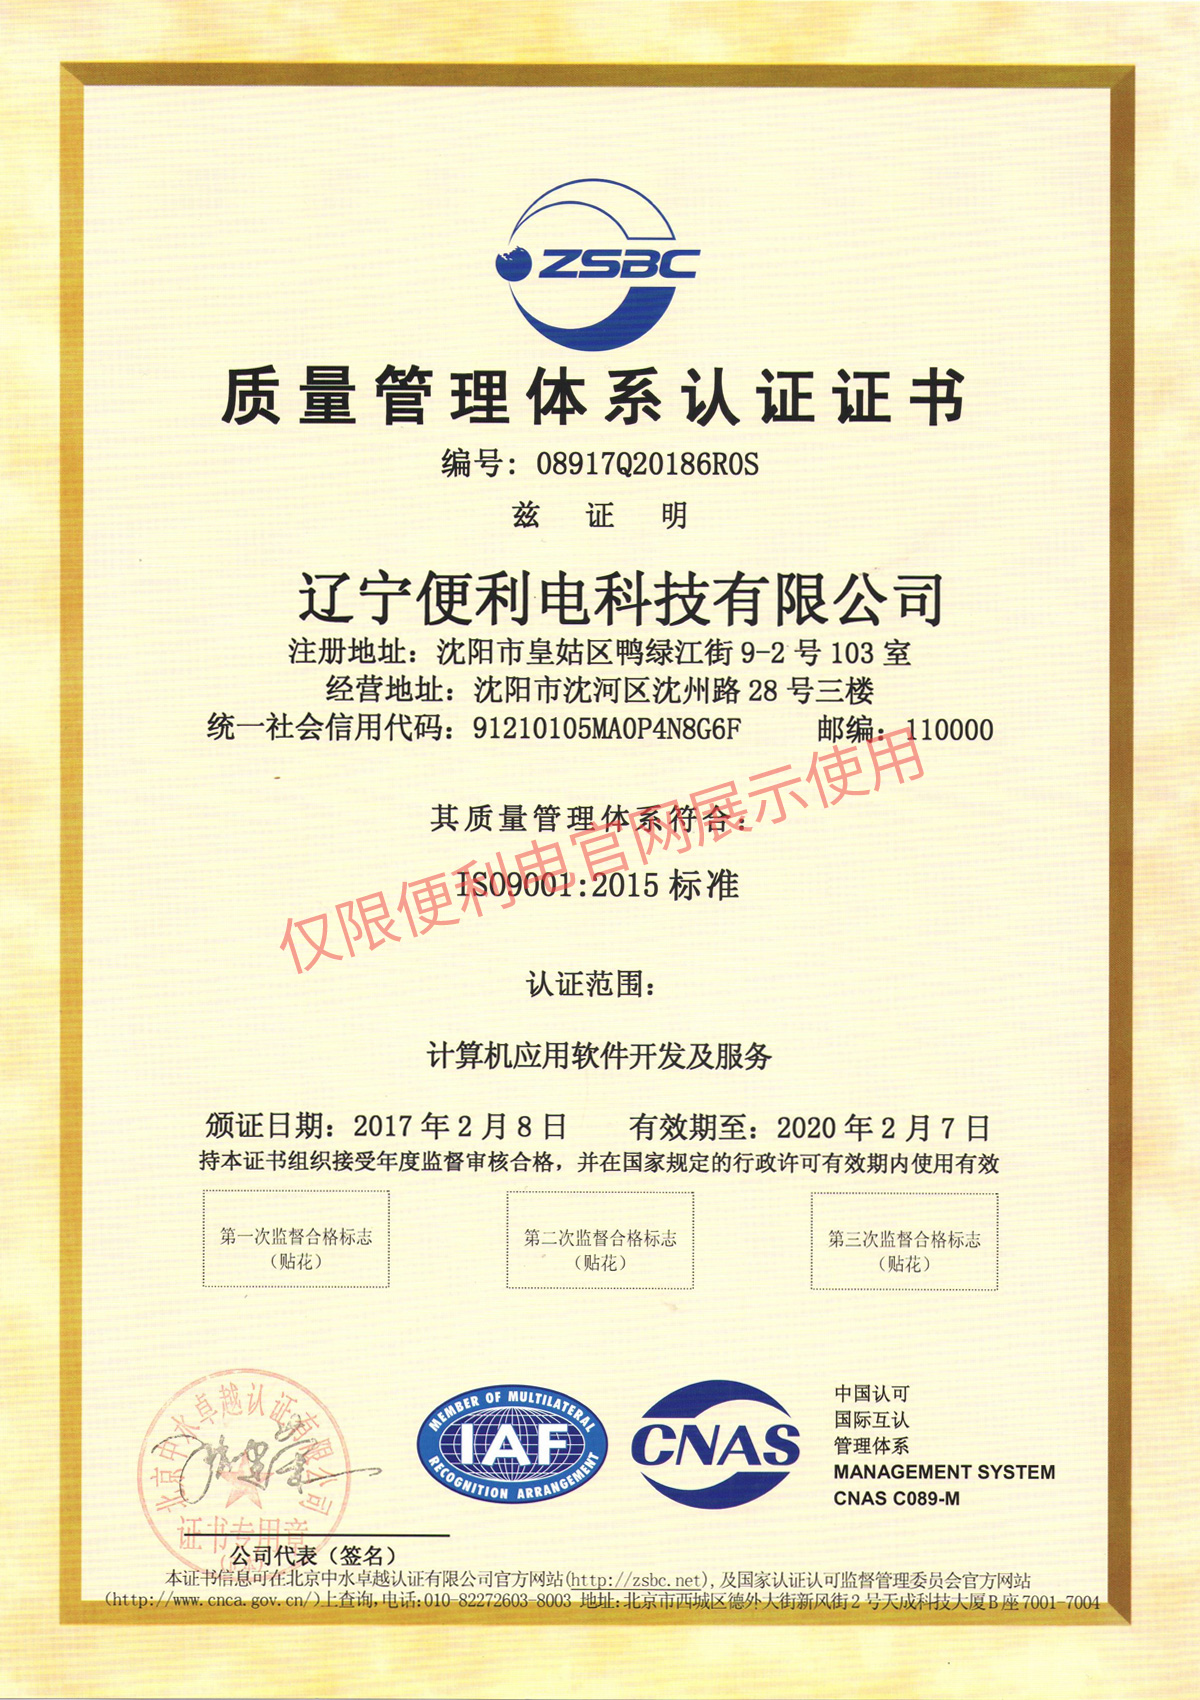 ZSBC
质量管理体系认证证书
编号：08917Q20186R0S
兹 证 明
辽宁便利电科技有限公司
注册地址：沈阳市皇姑区鸭绿江街 9-2 号 103 室
经营地址：沈阳市沈河区沈州路 28 号三楼
统一社会信用代码：91210105MA0P4N8G6F 邮编：110000
其质量管理体系符合：
ISO9001:2015 标准
仅限便利电官网展示使用
认证范围：
计算机应用软件开发及服务
颁证日期：2017 年 2 月 8 日 有效期至：2020 年 2 月 7 日
持本证书组织接受年度监督审核合格，并在国家规定的行政许可有效期内使用有效
第一次监督合格标志
（贴花）
第二次监督合格标志
（贴花）
第三次监督合格标志
（贴花）
北京中水卓越认证有限公司
证书专用章
MEMBER OF MULTILATERAL
IAF
RECOGNITION ARRANGEMENT
CNAS
中国认可
国际互认
管理体系
MANAGEMENT SYSTEM
CNAS C089-M
公司代表（签名）
本证书信息可在北京中水卓越认证有限公司官方网站(http://zsbc.net),及国家认证认可监督管理委员会官方网站
(http://www.cnca.gov.cn/)上查询,电话:010-82272603-8003 地址:北京市西城区德外大街新风街2号天成科技大厦B座7001-7004